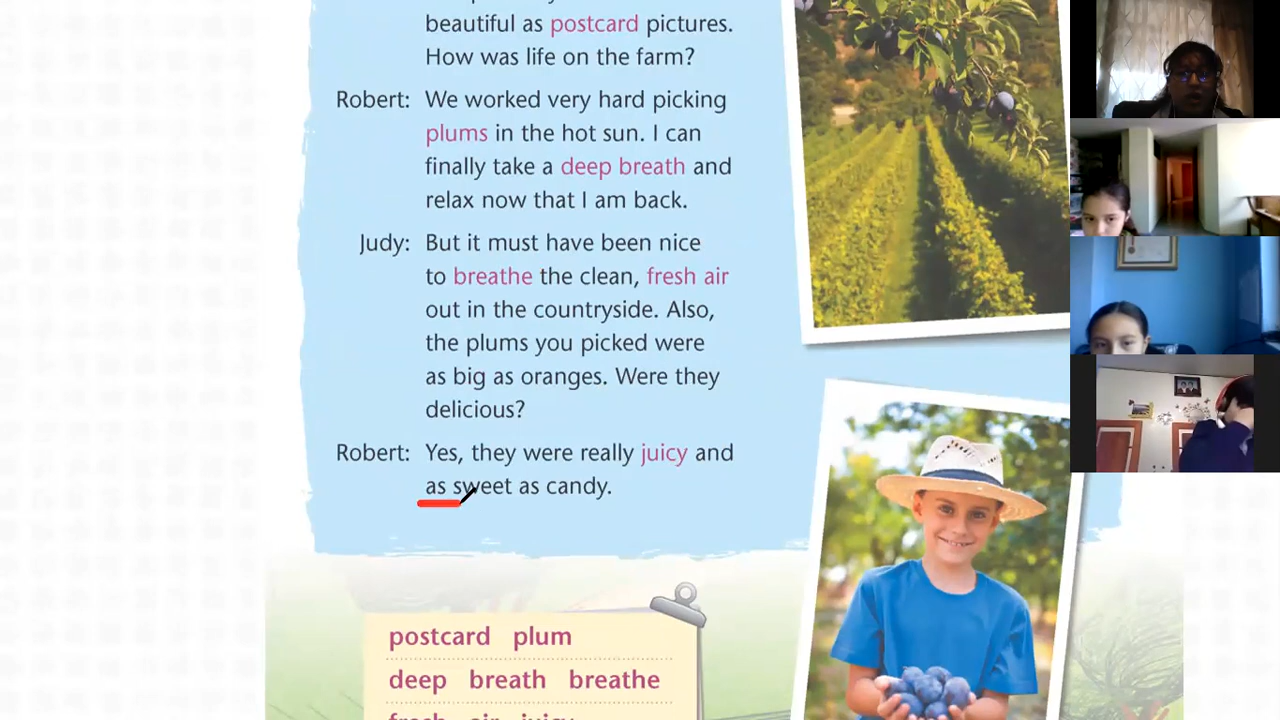 beautiful as postcard pictures.
How was life on the farm?
Robert: We worked very hard picking
plums in the hot sun. I can
finally take a deep breath and
relax now that I am back.
Judy: But it must have been nice
to breathe the clean, fresh air
out in the countryside. Also,
the plums you picked were
as big as oranges. Were they
delicious?
Robert: Yes, they were really juicy and
as sweet as candy.
postcard plum
deep breath breathe
fresh air juicy